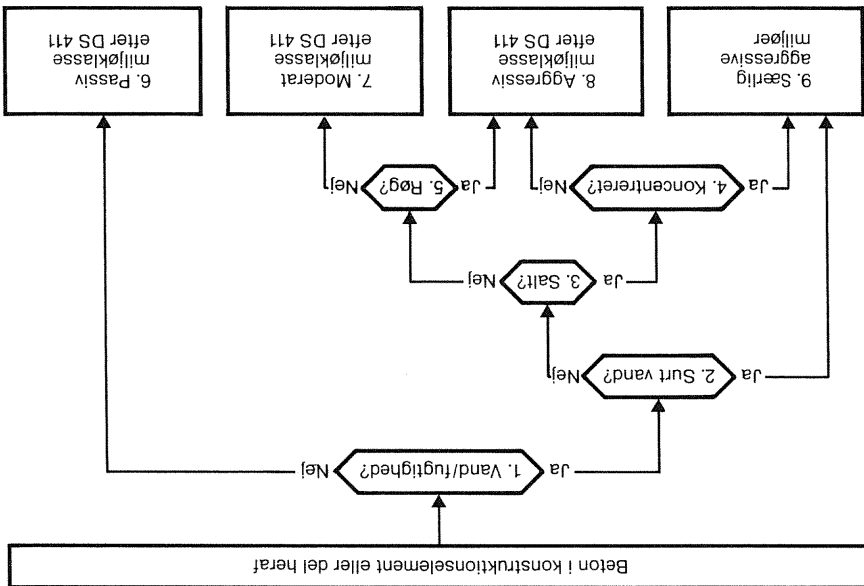 Beton i konstruktionselement eller del heraf
Ja
1. Vand/fugtighed?
Nej
Ja
2. Surt vand?
Nej
Ja
3. Salt?
Nej
Ja
4. Koncentreret?
Nej
Ja
5. Røg?
Nej
9. Særlig
aggressive
miljøer
8. Aggressiv
miljøklasse
efter DS 411
7. Moderat
miljøklasse
efter DS 411
6. Passiv
miljøklasse
efter DS 411